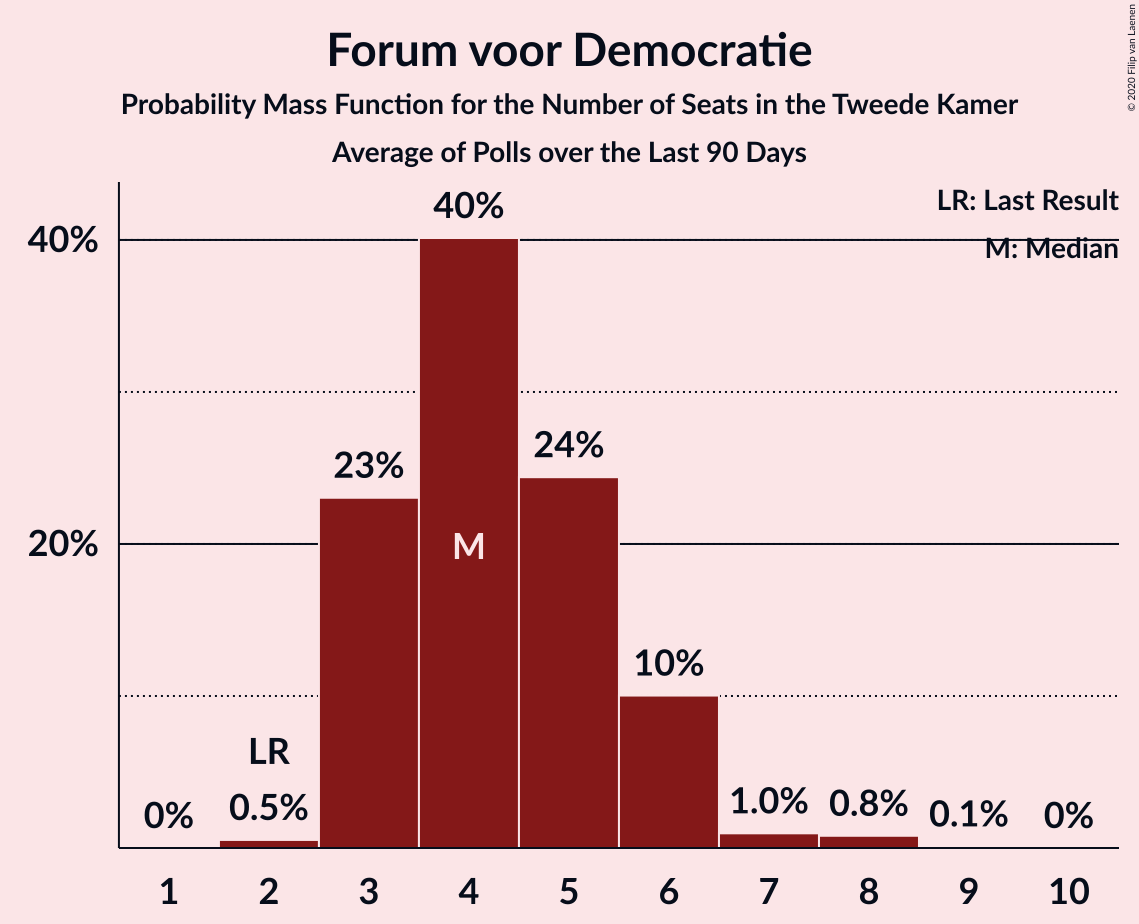 Forum voor Democratie
Probability Mass Function for the Number of Seats in the Tweede Kamer
Average of Polls over the Last 90 Days
© 2020 Filip van Laenen
LR: Last Result
M: Median
40%
20%
0%
LR
0.5%
23%
40%
M
24%
10%
1.0%
0.8%
0.1%
0%
1 2 3 4 5 6 7 8 9 10